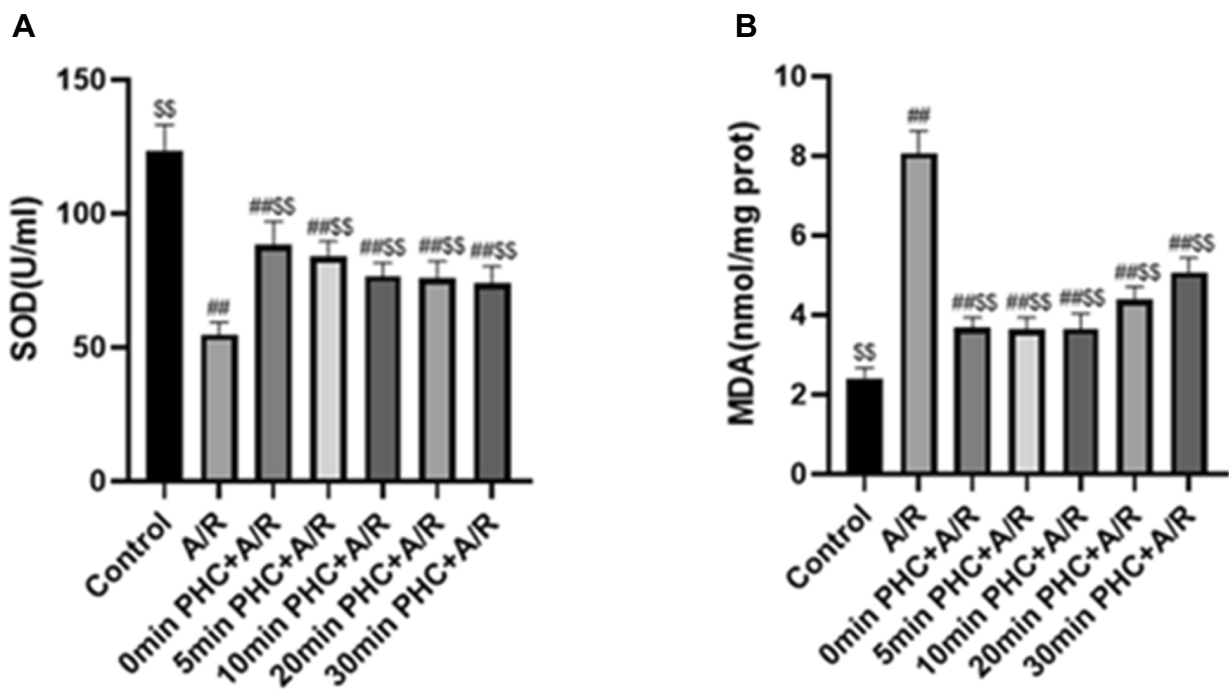 A
SOD(U/ml)
150
100
50
0
$$
##
##$$
##$$
##$$
##$$
##$$
Control
A/R
0min PHC+A/R
5min PHC+A/R
10min PHC+A/R
20min PHC+A/R
30min PHC+A/R
B
MDA(nmol/mg prot)
10
8
6
4
2
0
$$
##
##$$
##$$
##$$
##$$
##$$
Control
A/R
0min PHC+A/R
5min PHC+A/R
10min PHC+A/R
20min PHC+A/R
30min PHC+A/R